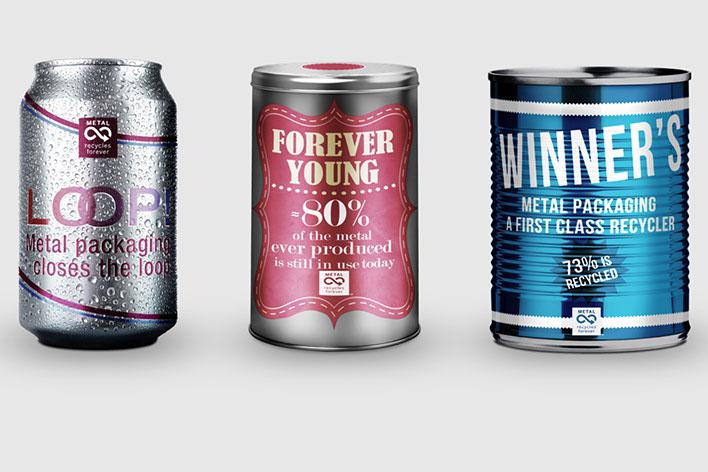 METAL
recycles
forever
LOOP!
Metal packaging
closes the loop
FOREVER
YOUNG
≈80%
of the metal
ever produced
is still in use today
METAL
recycles
forever
WINNER'S
METAL PACKAGING
A FIRST CLASS RECYCLER
73% IS
RECYCLED
METAL
recycles
forever